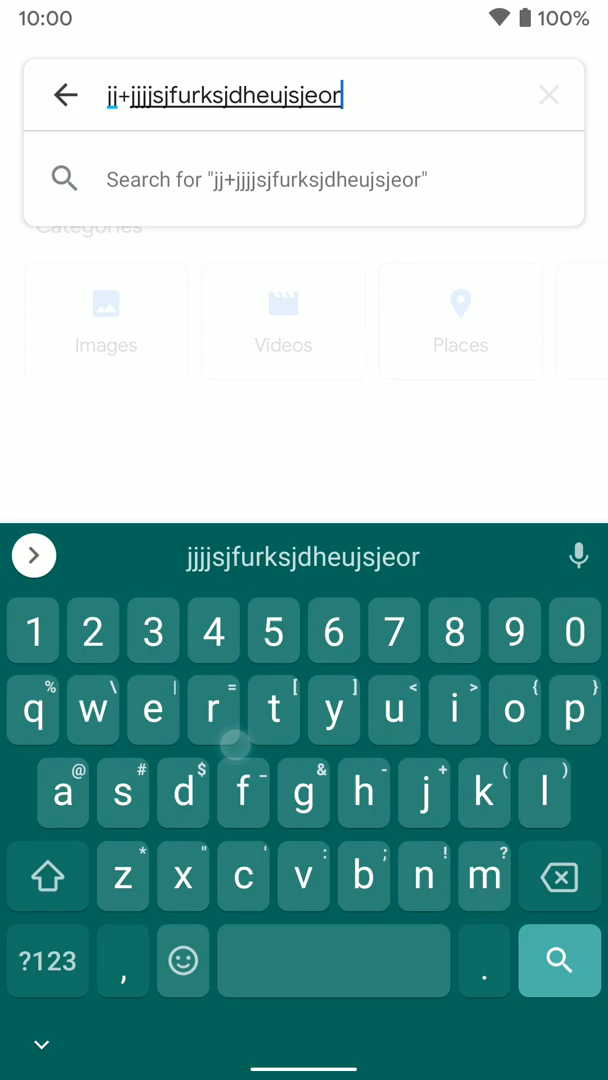 10:00 100%
jj+jjjjsjfurksjdheujsjeor
Search for "jj+jjjjsjfurksjdheujsjeor"
Categories
Images Videos Places
jjjjsjfurksjdheujsjeor
1 2 3 4 5 6 7 8 9 0
% \ | = [ ] < > { }
q w e r t y u i o p
@ # $ _ & - + ( )
a s d f g h j k l
* " ' : ; ! ?
z x c v b n m
?123 , .